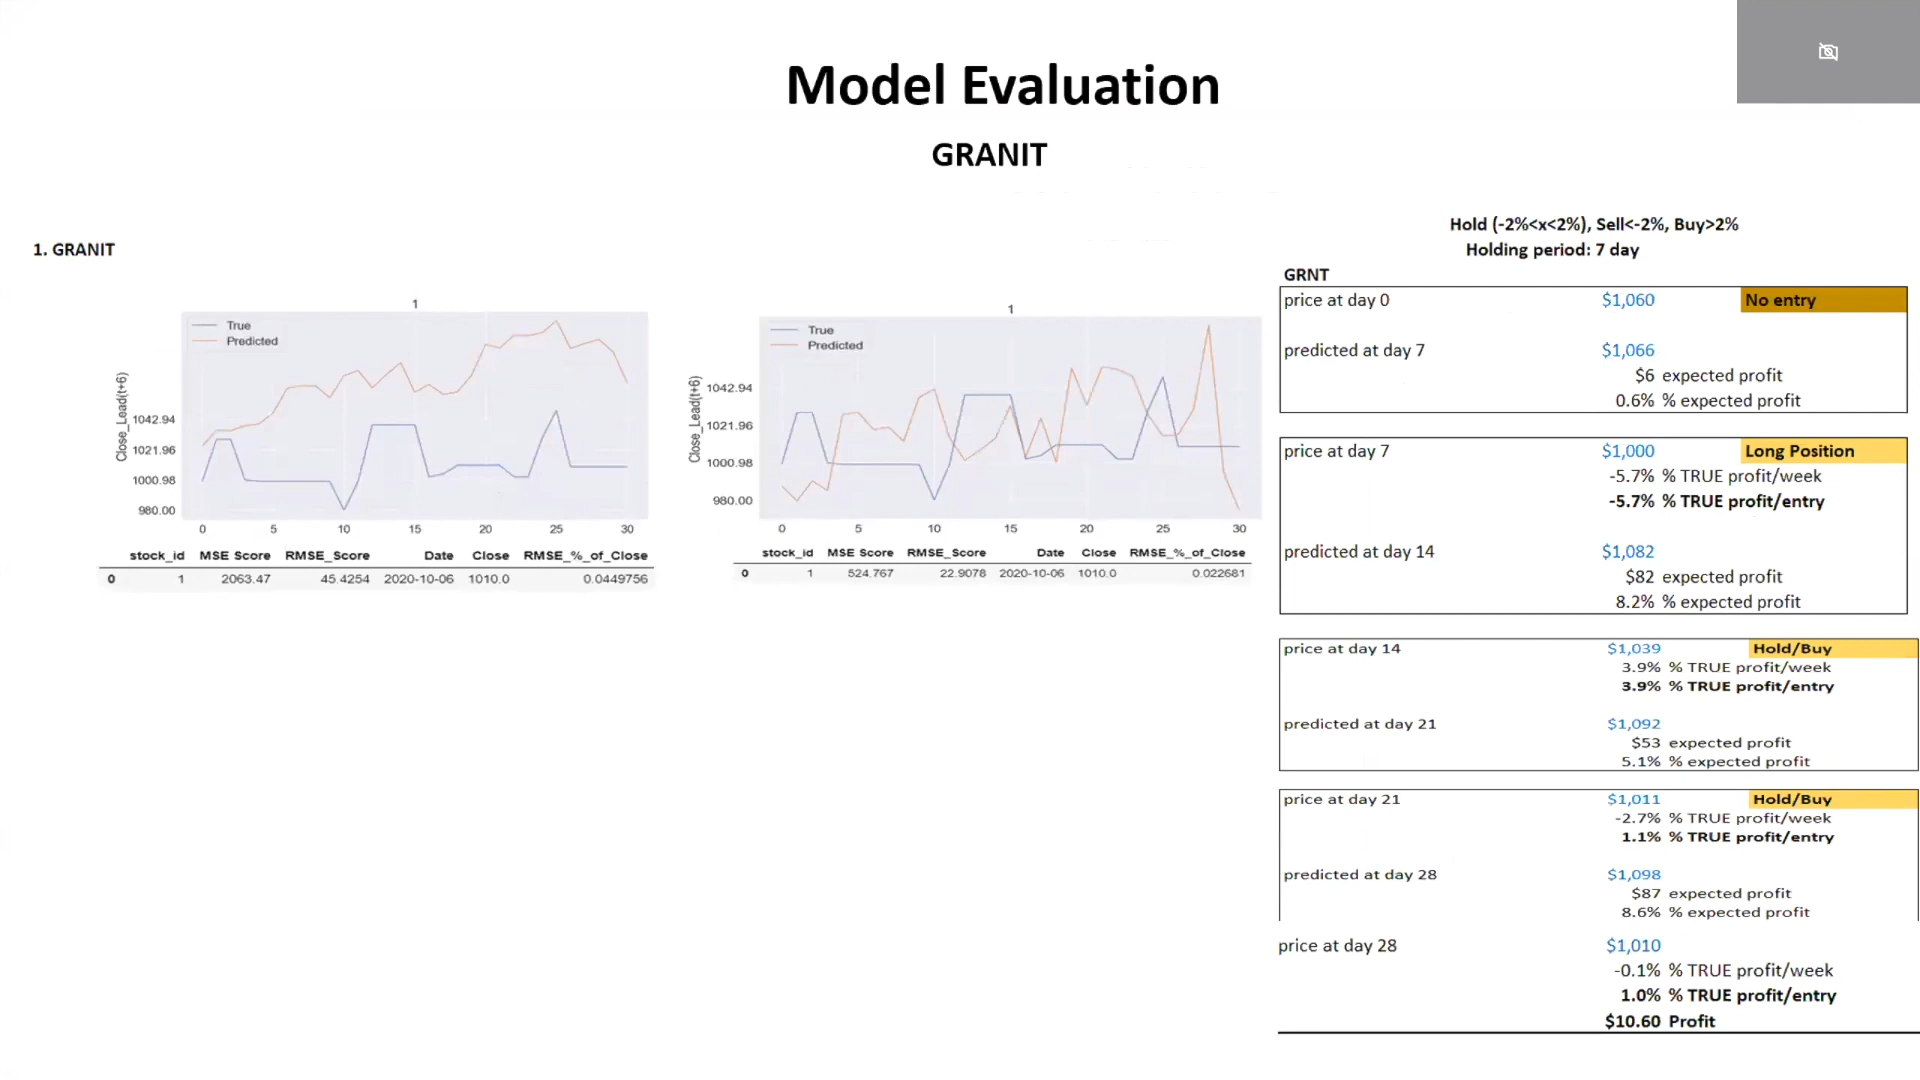 Model Evaluation
GRANIT
1. GRANIT
1
True
Predicted
Close_Lead(t+6)
1042.94
1021.96
1000.98
980.00
0 5 10 15 20 25 30
stock_id MSE Score RMSE_Score Date Close RMSE_%_of_Close
0 1 2063.47 45.4254 2020-10-06 1010.0 0.0449756
1
True
Predicted
Close_Lead(t+6)
1042.94
1021.96
1000.98
980.00
0 5 10 15 20 25 30
stock_id MSE Score RMSE_Score Date Close RMSE_%_of_Close
0 1 524.767 22.9078 2020-10-06 1010.0 0.022681
Hold (-2%<x<2%), Sell<-2%, Buy>2%
Holding period: 7 day
GRNT
price at day 0 $1,060 No entry
predicted at day 7 $1,066
$6 expected profit
0.6% % expected profit
price at day 7 $1,000 Long Position
-5.7% % TRUE profit/week
-5.7% % TRUE profit/entry
predicted at day 14 $1,082
$82 expected profit
8.2% % expected profit
price at day 14 $1,039 Hold/Buy
3.9% % TRUE profit/week
3.9% % TRUE profit/entry
predicted at day 21 $1,092
$53 expected profit
5.1% % expected profit
price at day 21 $1,011 Hold/Buy
-2.7% % TRUE profit/week
1.1% % TRUE profit/entry
predicted at day 28 $1,098
$87 expected profit
8.6% % expected profit
price at day 28 $1,010
-0.1% % TRUE profit/week
1.0% % TRUE profit/entry
$10.60 Profit